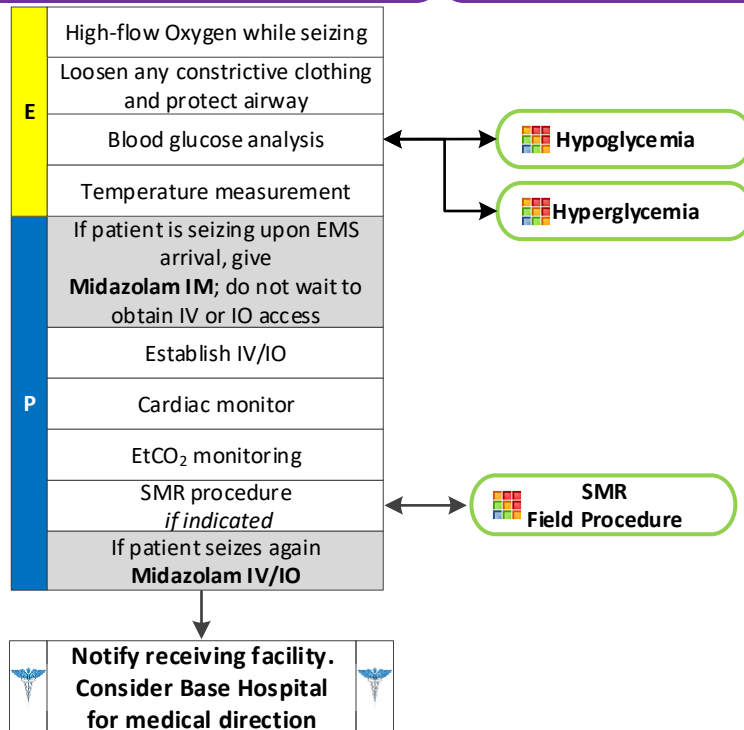 High-flow Oxygen while seizing
Loosen any constrictive clothing
and protect airway
E
Blood glucose analysis
Hypoglycemia
Temperature measurement
Hyperglycemia
If patient is seizing upon EMS
arrival, give
Midazolam IM; do not wait to
obtain IV or IO access
Establish IV/IO
P
Cardiac monitor
EtCO₂ monitoring
SMR procedure
if indicated
SMR
Field Procedure
If patient seizes again
Midazolam IV/IO
Notify receiving facility.
Consider Base Hospital
for medical direction